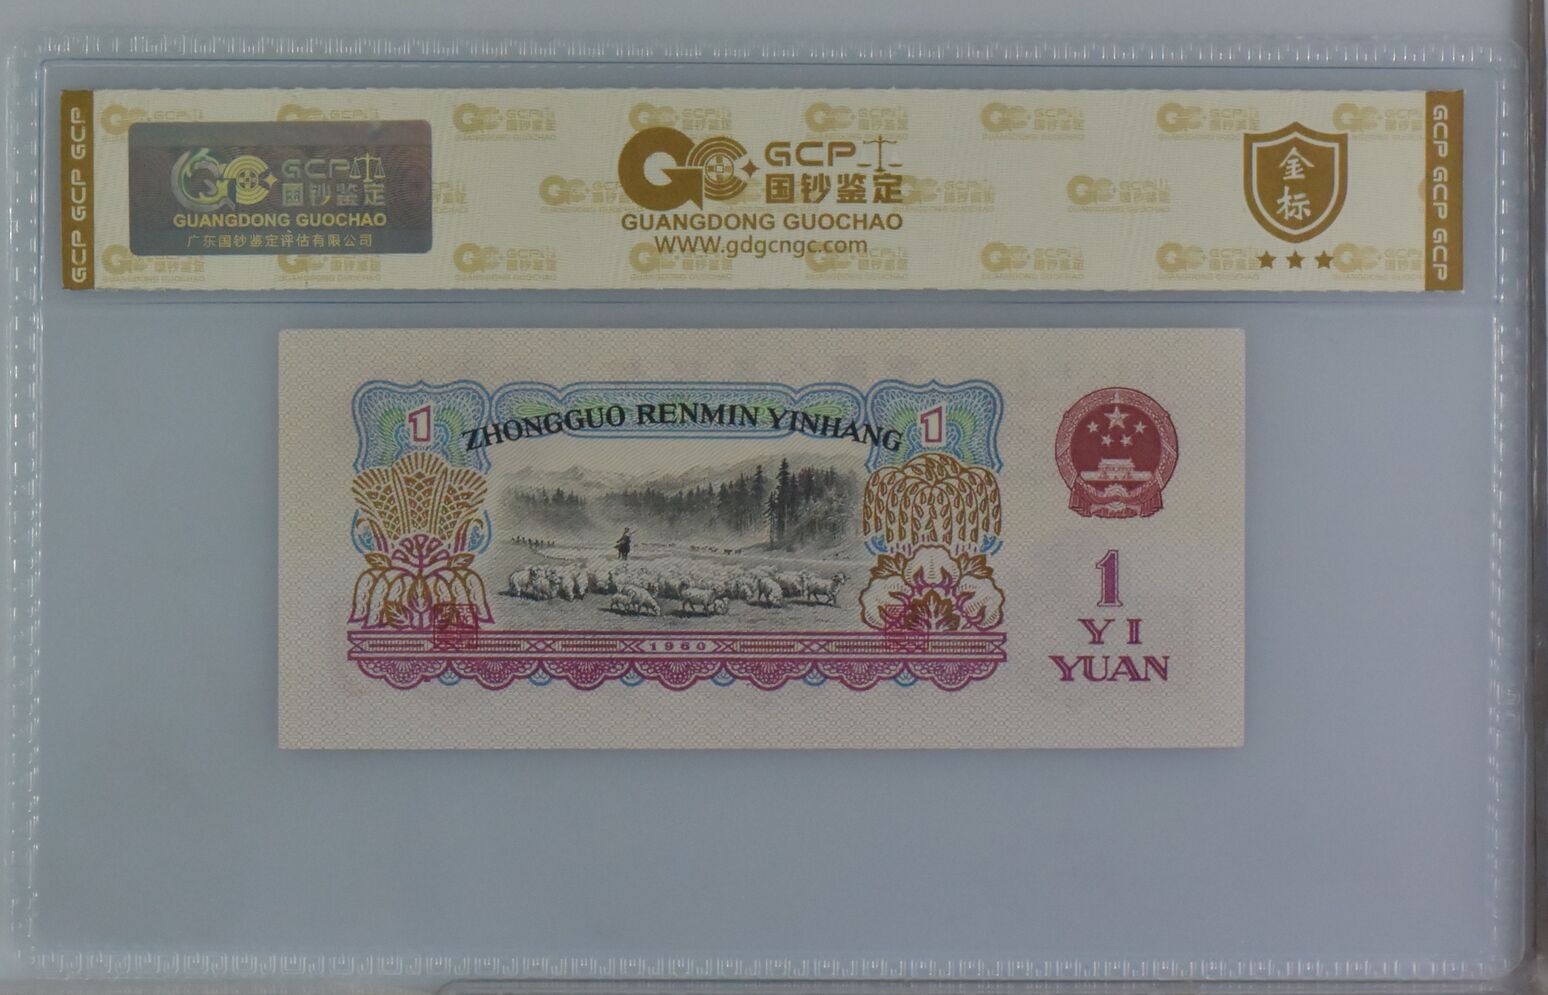 GCP GCP GCP
GCP 国钞鉴定
GUANGDONG GUOCHAO
广东国钞鉴定评估有限公司
GCP 国钞鉴定
GUANGDONG GUOCHAO
WWW.gdgcngc.com
金标
GCP GCP GCP
1
ZHONGGUO RENMIN YINHANG
1
1960
1
YI
YUAN